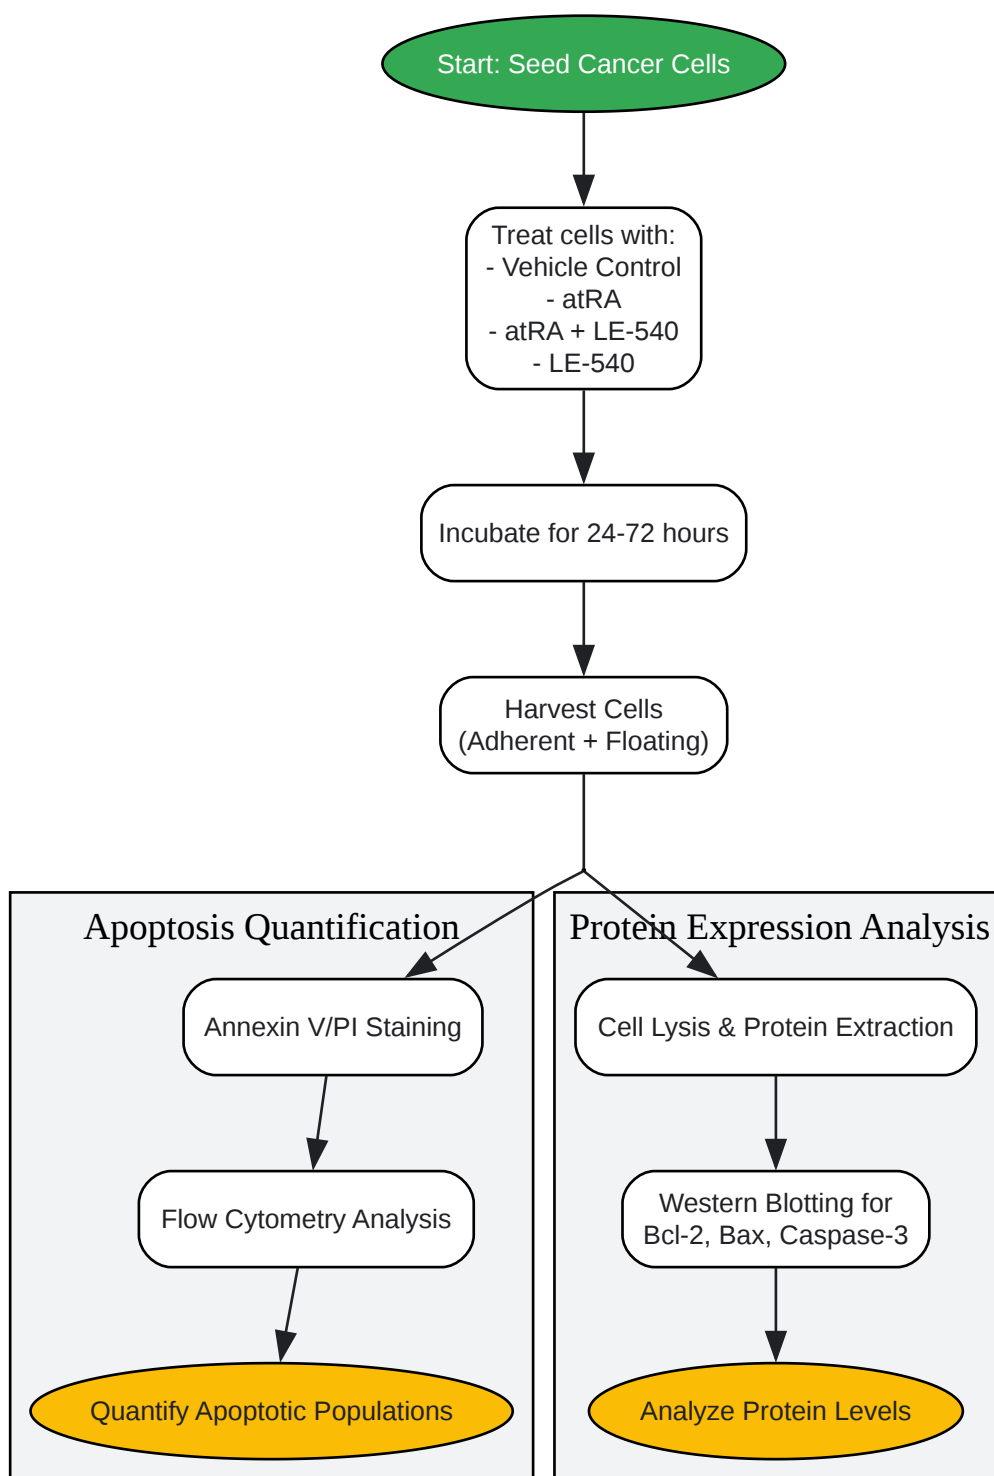 Start: Seed Cancer Cells
Treat cells with:
- Vehicle Control
- atRA
- atRA + LE-540
- LE-540
Incubate for 24-72 hours
Harvest Cells
(Adherent + Floating)
Apoptosis Quantification
Annexin V/PI Staining
Flow Cytometry Analysis
Quantify Apoptotic Populations
Protein Expression Analysis
Cell Lysis & Protein Extraction
Western Blotting for
Bcl-2, Bax, Caspase-3
Analyze Protein Levels